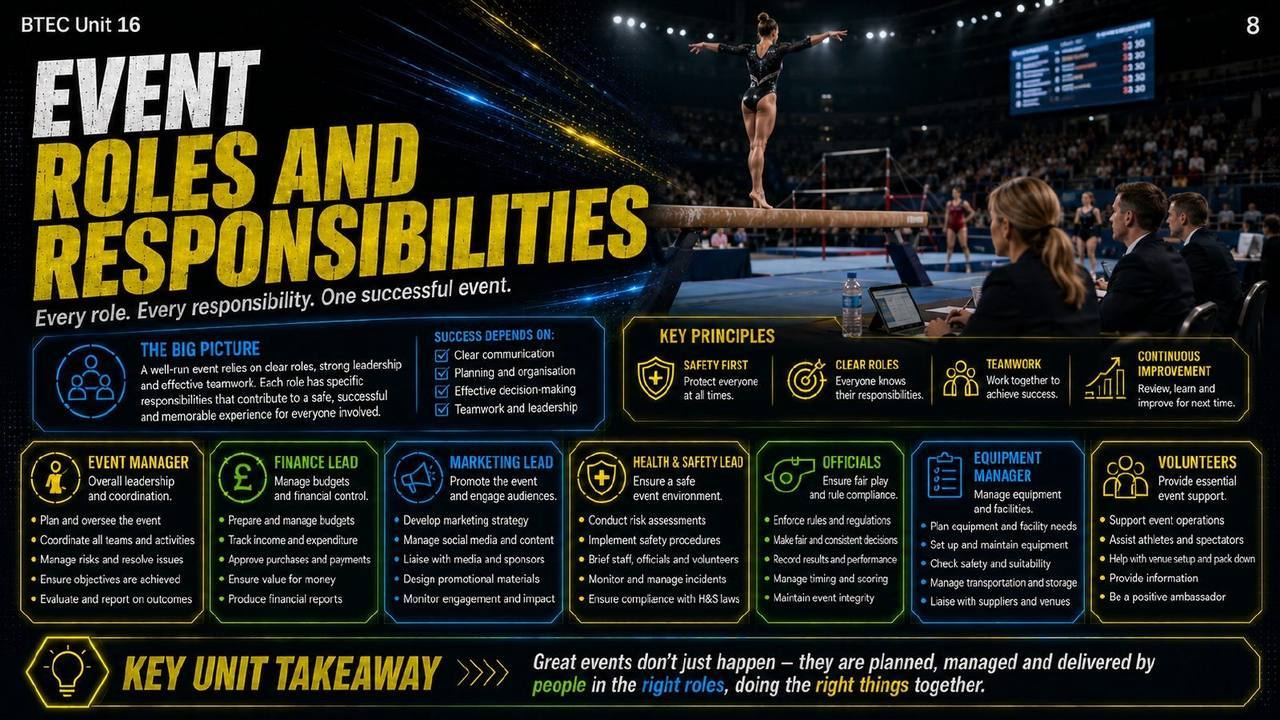 BTEC Unit 16
8
EVENT
ROLES AND
RESPONSIBILITIES
Every role. Every responsibility. One successful event.
THE BIG PICTURE
A well-run event relies on clear roles, strong leadership
and effective teamwork. Each role has specific
responsibilities that contribute to a safe, successful
and memorable experience for everyone involved.
SUCCESS DEPENDS ON:
Clear communication
Planning and organisation
Effective decision-making
Teamwork and leadership
KEY PRINCIPLES
SAFETY FIRST
Protect everyone
at all times.
CLEAR ROLES
Everyone knows
their responsibilities.
TEAMWORK
Work together to
achieve success.
CONTINUOUS
IMPROVEMENT
Review, learn and
improve for next time.
EVENT MANAGER
Overall leadership
and coordination.
• Plan and oversee the event
• Coordinate all teams and activities
• Manage risks and resolve issues
• Ensure objectives are achieved
• Evaluate and report on outcomes
£
FINANCE LEAD
Manage budgets
and financial control.
• Prepare and manage budgets
• Track income and expenditure
• Approve purchases and payments
• Ensure value for money
• Produce financial reports
MARKETING LEAD
Promote the event
and engage audiences.
• Develop marketing strategy
• Manage social media and content
• Liaise with media and sponsors
• Design promotional materials
• Monitor engagement and impact
HEALTH & SAFETY LEAD
Ensure a safe
event environment.
• Conduct risk assessments
• Implement safety procedures
• Brief staff, officials and volunteers
• Monitor and manage incidents
• Ensure compliance with H&S laws
OFFICIALS
Ensure fair play
and rule compliance.
• Enforce rules and regulations
• Make fair and consistent decisions
• Record results and performance
• Manage timing and scoring
• Maintain event integrity
EQUIPMENT
MANAGER
Manage equipment
and facilities.
• Plan equipment and facility needs
• Set up and maintain equipment
• Check safety and suitability
• Manage transportation and storage
• Liaise with suppliers and venues
VOLUNTEERS
Provide essential
event support.
• Support event operations
• Assist athletes and spectators
• Help with venue setup and pack down
• Provide information
• Be a positive ambassador
KEY UNIT TAKEAWAY
Great events don't just happen – they are planned, managed and delivered by
people in the right roles, doing the right things together.